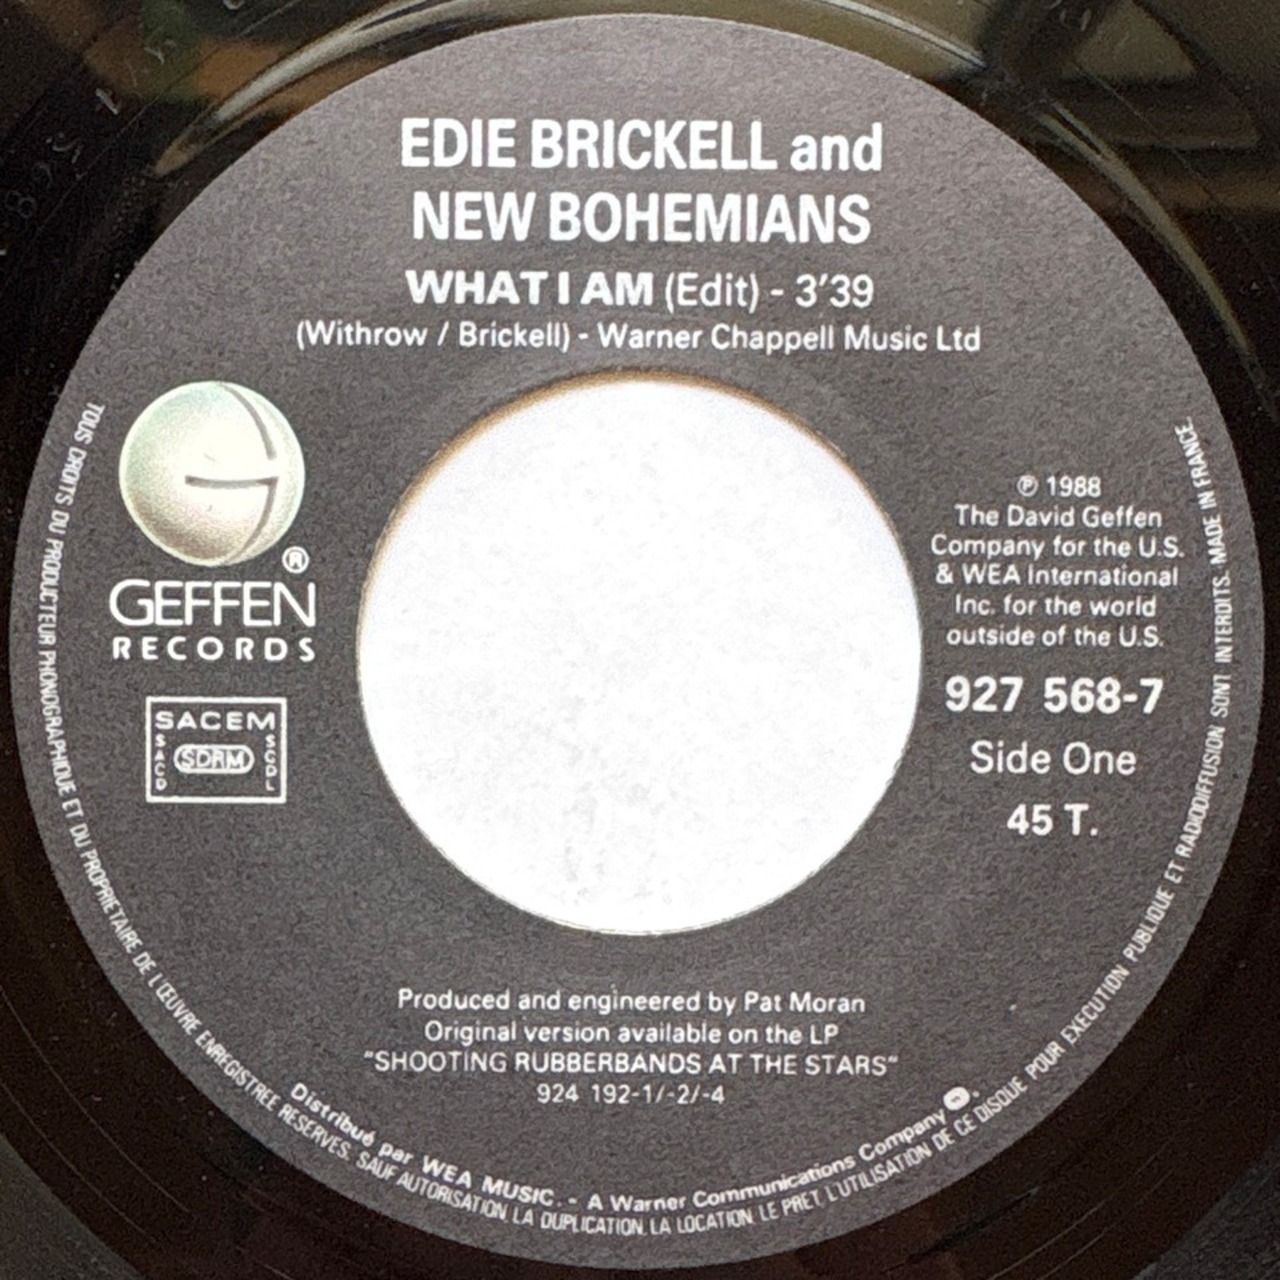 EDIE BRICKELL and
NEW BOHEMIANS
WHAT I AM (Edit) - 3'39
(Withrow / Brickell) - Warner Chappell Music Ltd
®
GEFFEN
RECORDS
SACEM
SACD
SDRM
SCDL
℗ 1988
The David Geffen
Company for the U.S.
& WEA International
Inc. for the world
outside of the U.S.
927 568-7
Side One
45 T.
Produced and engineered by Pat Moran
Original version available on the LP
"SHOOTING RUBBERBANDS AT THE STARS"
924 192-1/-2/-4
Distribué par WEA MUSIC. - A Warner Communications Company.
TOUS DROITS DU PRODUCTEUR PHONOGRAPHIQUE ET DU PROPRIETAIRE DE L'ŒUVRE ENREGISTREE RESERVES. SAUF AUTORISATION, LA DUPLICATION, LA LOCATION, LE PRET, L'UTILISATION DE CE DISQUE POUR EXECUTION PUBLIQUE ET RADIODIFFUSION SONT INTERDITS. MADE IN FRANCE.